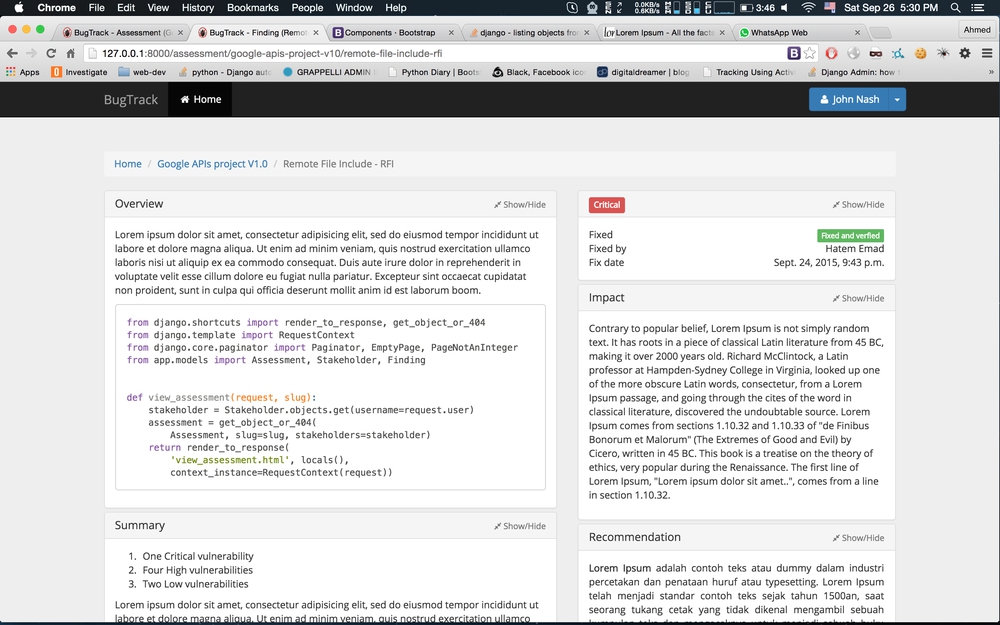 Chrome File Edit View History Bookmarks People Window Help 0.0KB/s 0.6KB/s 3:46 Sat Sep 26 5:30 PM
BugTrack - Assessment (G BugTrack - Finding (Remot Components · Bootstrap django - listing objects from Lorem Ipsum - All the facts WhatsApp Web Ahmed
127.0.0.1:8000/assessment/google-apis-project-v10/remote-file-include-rfi
Apps Investigate web-dev python - Django auto GRAPPELLI ADMIN Python Diary | Boots Black, Facebook ico digitaldreamer | blog Tracking Using Activ Django Admin: how
BugTrack Home John Nash
Home / Google APIs project V1.0 / Remote File Include - RFI
Overview Show/Hide
Lorem ipsum dolor sit amet, consectetur adipisicing elit, sed do eiusmod tempor incididunt ut
labore et dolore magna aliqua. Ut enim ad minim veniam, quis nostrud exercitation ullamco
laboris nisi ut aliquip ex ea commodo consequat. Duis aute irure dolor in reprehenderit in
voluptate velit esse cillum dolore eu fugiat nulla pariatur. Excepteur sint occaecat cupidatat
non proident, sunt in culpa qui officia deserunt mollit anim id est laborum boom.
from django.shortcuts import render_to_response, get_object_or_404
from django.template import RequestContext
from django.core.paginator import Paginator, EmptyPage, PageNotAnInteger
from app.models import Assessment, Stakeholder, Finding
def view_assessment(request, slug):
stakeholder = Stakeholder.objects.get(username=request.user)
assessment = get_object_or_404(
Assessment, slug=slug, stakeholders=stakeholder)
return render_to_response(
'view_assessment.html', locals(),
context_instance=RequestContext(request))
Summary Show/Hide
1. One Critical vulnerability
2. Four High vulnerabilities
3. Two Low vulnerabilities
Lorem ipsum dolor sit amet, consectetur adipisicing elit, sed do eiusmod tempor incididunt ut
labore et dolore magna aliqua. Ut enim ad minim veniam, quis nostrud exercitation ullamco
Critical Show/Hide
Fixed Fixed and verfied
Fixed by Hatem Emad
Fix date Sept. 24, 2015, 9:43 p.m.
Impact Show/Hide
Contrary to popular belief, Lorem Ipsum is not simply random
text. It has roots in a piece of classical Latin literature from 45 BC,
making it over 2000 years old. Richard McClintock, a Latin
professor at Hampden-Sydney College in Virginia, looked up one
of the more obscure Latin words, consectetur, from a Lorem
Ipsum passage, and going through the cites of the word in
classical literature, discovered the undoubtable source. Lorem
Ipsum comes from sections 1.10.32 and 1.10.33 of "de Finibus
Bonorum et Malorum" (The Extremes of Good and Evil) by
Cicero, written in 45 BC. This book is a treatise on the theory of
ethics, very popular during the Renaissance. The first line of
Lorem Ipsum, "Lorem ipsum dolor sit amet..", comes from a line
in section 1.10.32.
Recommendation Show/Hide
Lorem Ipsum adalah contoh teks atau dummy dalam industri
percetakan dan penataan huruf atau typesetting. Lorem Ipsum
telah menjadi standar contoh teks sejak tahun 1500an, saat
seorang tukang cetak yang tidak dikenal mengambil sebuah